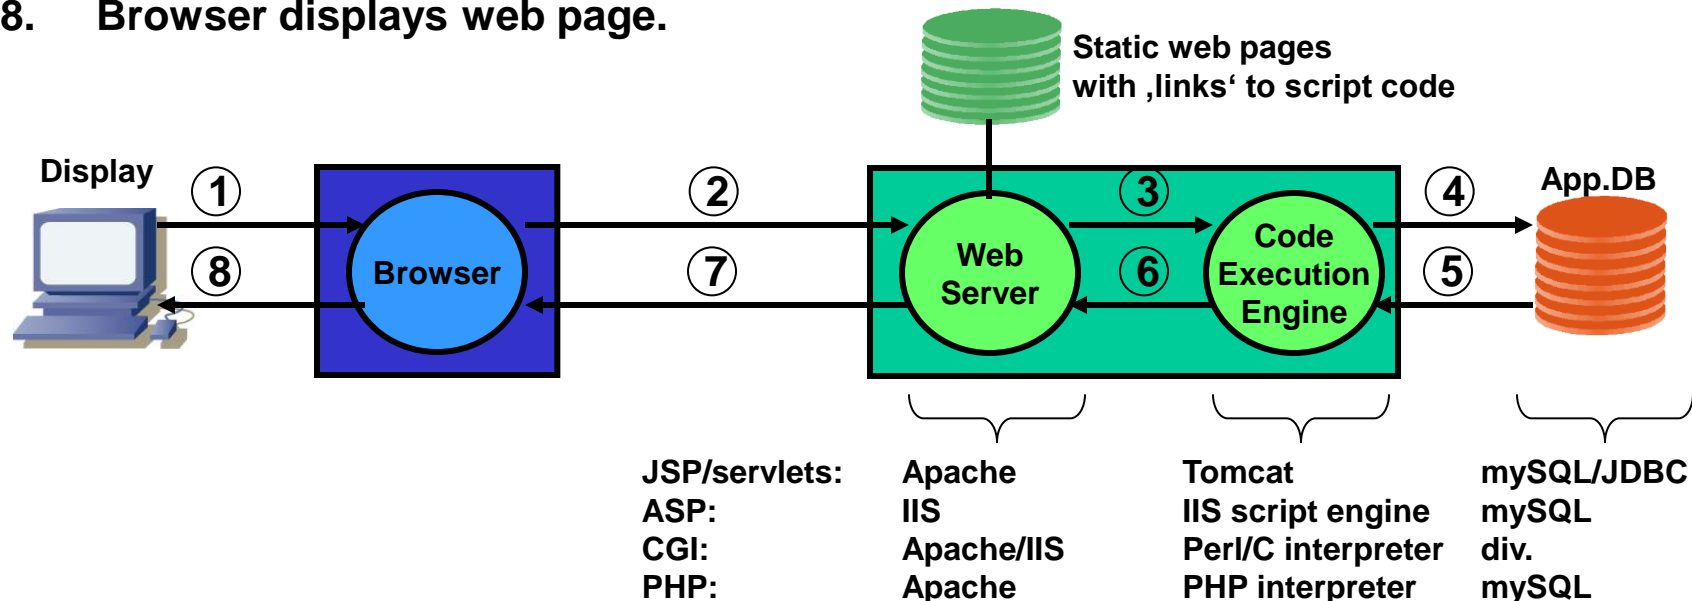 8. Browser displays web page.
Static web pages
with ‚links‘ to script code
Display
App.DB
1
2
3
4
8
7
6
5
Browser
Web
Server
Code
Execution
Engine
JSP/servlets: Apache Tomcat mySQL/JDBC
ASP: IIS IIS script engine mySQL
CGI: Apache/IIS Perl/C interpreter div.
PHP: Apache PHP interpreter mySQL